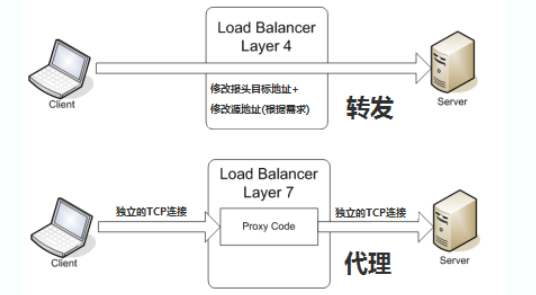 Load Balancer
Layer 4
修改报头目标地址+
修改源地址(根据需求)
Client
转发
Server
Load Balancer
Layer 7
独立的TCP连接
Proxy Code
独立的TCP连接
Client
代理
Server